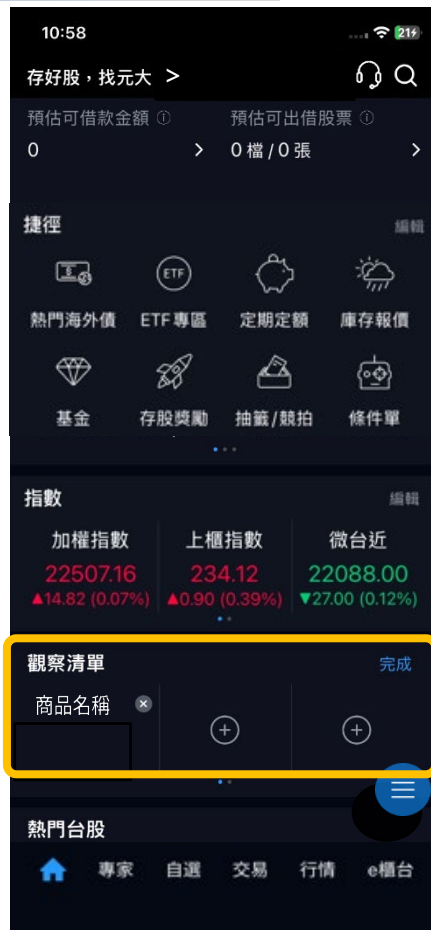 10:58 21
存好股，找元大 >
預估可借款金額 預估可出借股票
0 > 0 檔 / 0 張 >
捷徑 編輯
熱門海外債 ETF 專區 定期定額 庫存報價
ETF
基金 存股獎勵 抽籤/競拍 條件單
指數 編輯
加權指數 上櫃指數 微台近
22507.16 234.12 22088.00
▲14.82 (0.07%) ▲0.90 (0.39%) ▼27.00 (0.12%)
觀察清單 完成
商品名稱
熱門台股
專家 自選 交易 行情 e櫃台